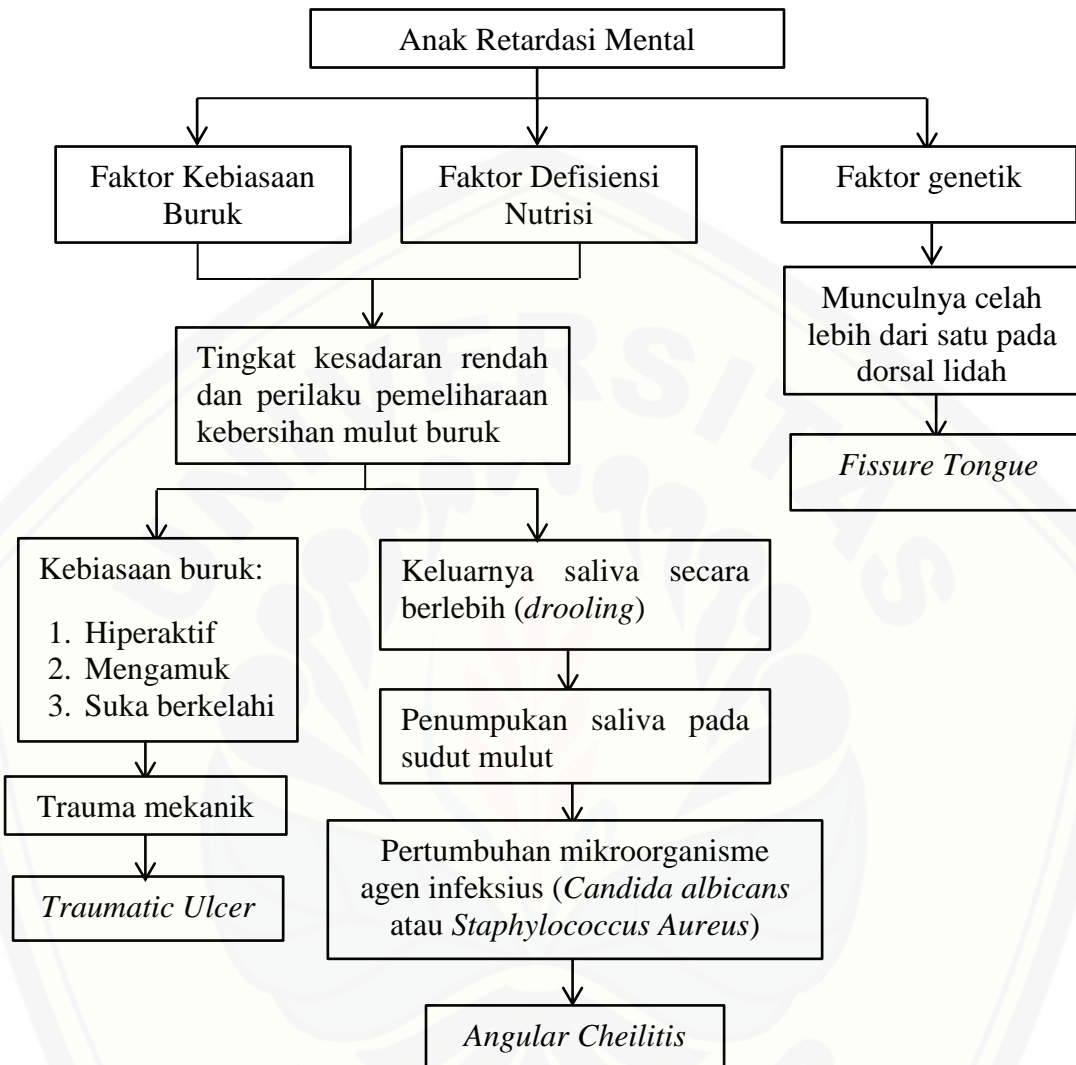 Anak Retardasi Mental
Faktor Kebiasaan
Buruk
Faktor Defisiensi
Nutrisi
Faktor genetik
Munculnya celah
lebih dari satu pada
dorsal lidah
Fissure Tongue
Tingkat kesadaran rendah
dan perilaku pemeliharaan
kebersihan mulut buruk
Kebiasaan buruk:
1. Hiperaktif
2. Mengamuk
3. Suka berkelahi
Trauma mekanik
Traumatic Ulcer
Keluarnya saliva secara
berlebih (drooling)
Penumpukan saliva pada
sudut mulut
Pertumbuhan mikroorganisme
agen infeksius (Candida albicans
atau Staphylococcus Aureus)
Angular Cheilitis
UNIVERSITAS